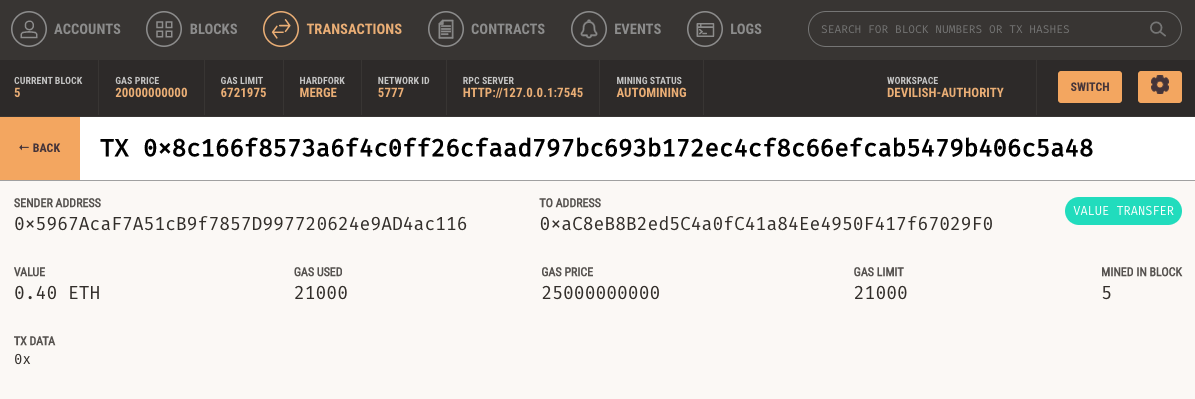 ACCOUNTS BLOCKS TRANSACTIONS CONTRACTS EVENTS LOGS SEARCH FOR BLOCK NUMBERS OR TX HASHES
CURRENT BLOCK GAS PRICE GAS LIMIT HARDFORK NETWORK ID RPC SERVER MINING STATUS WORKSPACE
5 20000000000 6721975 MERGE 5777 HTTP://127.0.0.1:7545 AUTOMINING DEVILISH-AUTHORITY SWITCH
← BACK TX 0×8c166f8573a6f4c0ff26cfaad797bc693b172ec4cf8c66efcab5479b406c5a48
SENDER ADDRESS TO ADDRESS
0×5967AcaF7A51cB9f7857D997720624e9AD4ac116 0×aC8eB8B2ed5C4a0fC41a84Ee4950F417f67029F0 VALUE TRANSFER
VALUE GAS USED GAS PRICE GAS LIMIT MINED IN BLOCK
0.40 ETH 21000 25000000000 21000 5
TX DATA
0x